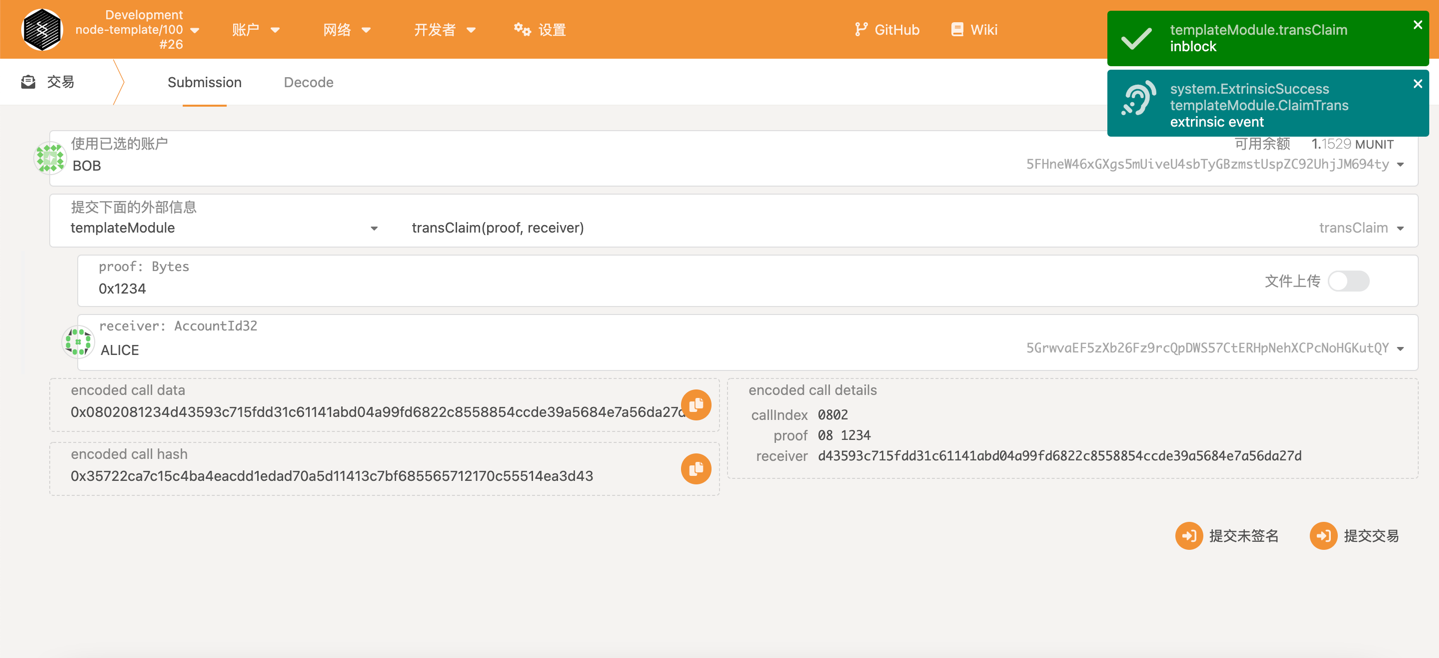 Development
node-template/100
#26
账户
网络
开发者
设置
GitHub
Wiki
templateModule.transClaim
inblock
交易
Submission
Decode
system.ExtrinsicSuccess
templateModule.ClaimTrans
extrinsic event
使用已选的账户
BOB
可用余额 1.1529 MUNIT
5FHneW46xGXgs5mUiveU4sbTyGBzmstUspZC92UhjJM694ty
提交下面的外部信息
templateModule
transClaim(proof, receiver)
transClaim
proof: Bytes
0x1234
文件上传
receiver: AccountId32
ALICE
5GrwvaEF5zXb26Fz9rcQpDWS57CtERHpNehXCPcNoHGKutQY
encoded call data
0x0802081234d43593c715fdd31c61141abd04a99fd6822c8558854ccde39a5684e7a56da27d
encoded call hash
0x35722ca7c15c4ba4eacdd1edad70a5d11413c7bf685565712170c55514ea3d43
encoded call details
callIndex 0802
proof 08 1234
receiver d43593c715fdd31c61141abd04a99fd6822c8558854ccde39a5684e7a56da27d
提交未签名
提交交易